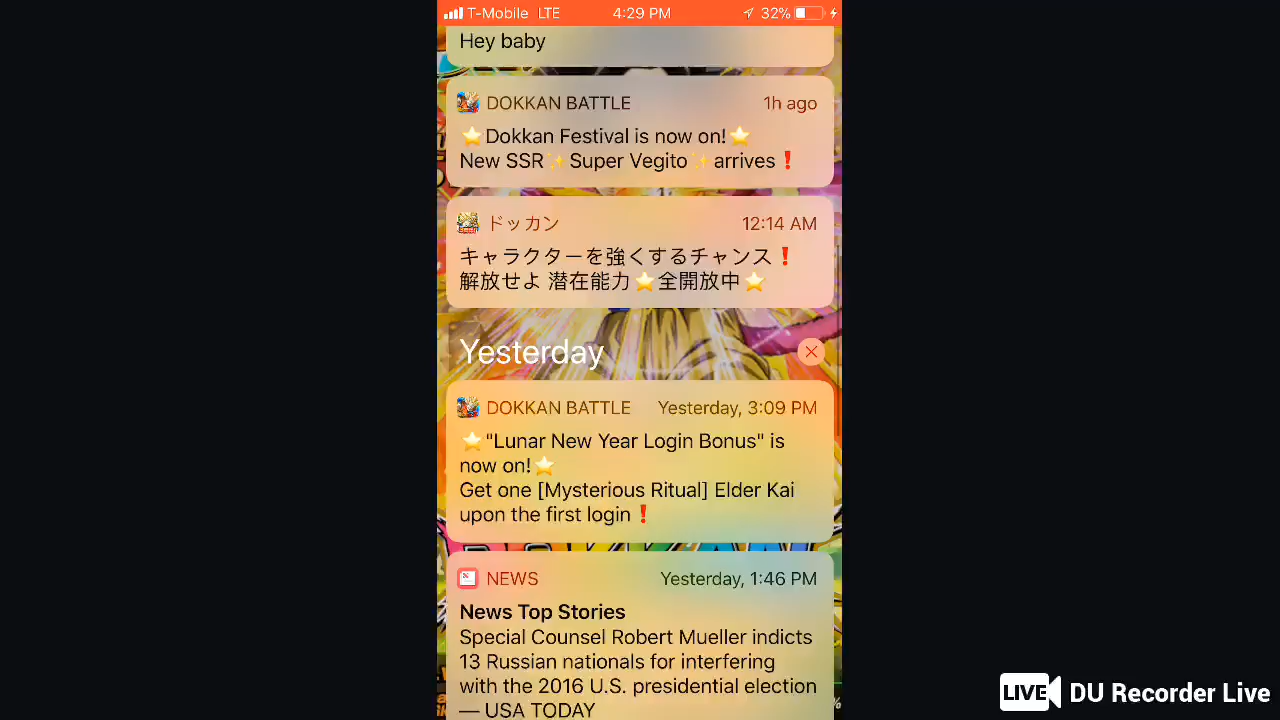 T-Mobile LTE 4:29 PM 32%
Hey baby
DOKKAN BATTLE 1h ago
⭐Dokkan Festival is now on!⭐
New SSR✨Super Vegito✨arrives❗
ドッカン 12:14 AM
キャラクターを強くするチャンス❗
解放せよ 潜在能力⭐全開放中⭐
Yesterday
DOKKAN BATTLE Yesterday, 3:09 PM
⭐"Lunar New Year Login Bonus" is
now on!⭐
Get one [Mysterious Ritual] Elder Kai
upon the first login❗
NEWS Yesterday, 1:46 PM
News Top Stories
Special Counsel Robert Mueller indicts
13 Russian nationals for interfering
with the 2016 U.S. presidential election
— USA TODAY
LIVE DU Recorder Live